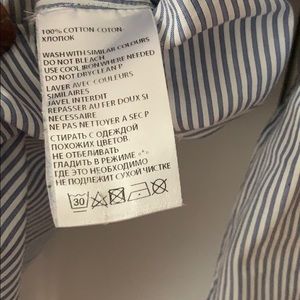 100% COTTON COTON
ХЛОПОК
WASH WITH SIMILAR COLOURS
DO NOT BLEACH
USE COOL IRON WHERE NEEDED
DO NOT DRYCLEAN P
LAVER AVEC COULEURS
SIMILAIRES
JAVEL INTERDIT
REPASSER AU FER DOUX SI
NECESSAIRE
NE PAS NETTOYER A SEC P
СТИРАТЬ С ОДЕЖДОЙ
ПОХОЖИХ ЦВЕТОВ
НЕ ОТБЕЛИВАТЬ
ГЛАДИТЬ В РЕЖИМЕ
ГДЕ ЭТО НЕОБХОДИМО
НЕ ПОДЛЕЖИТ СУХОЙ ЧИСТКЕ
30